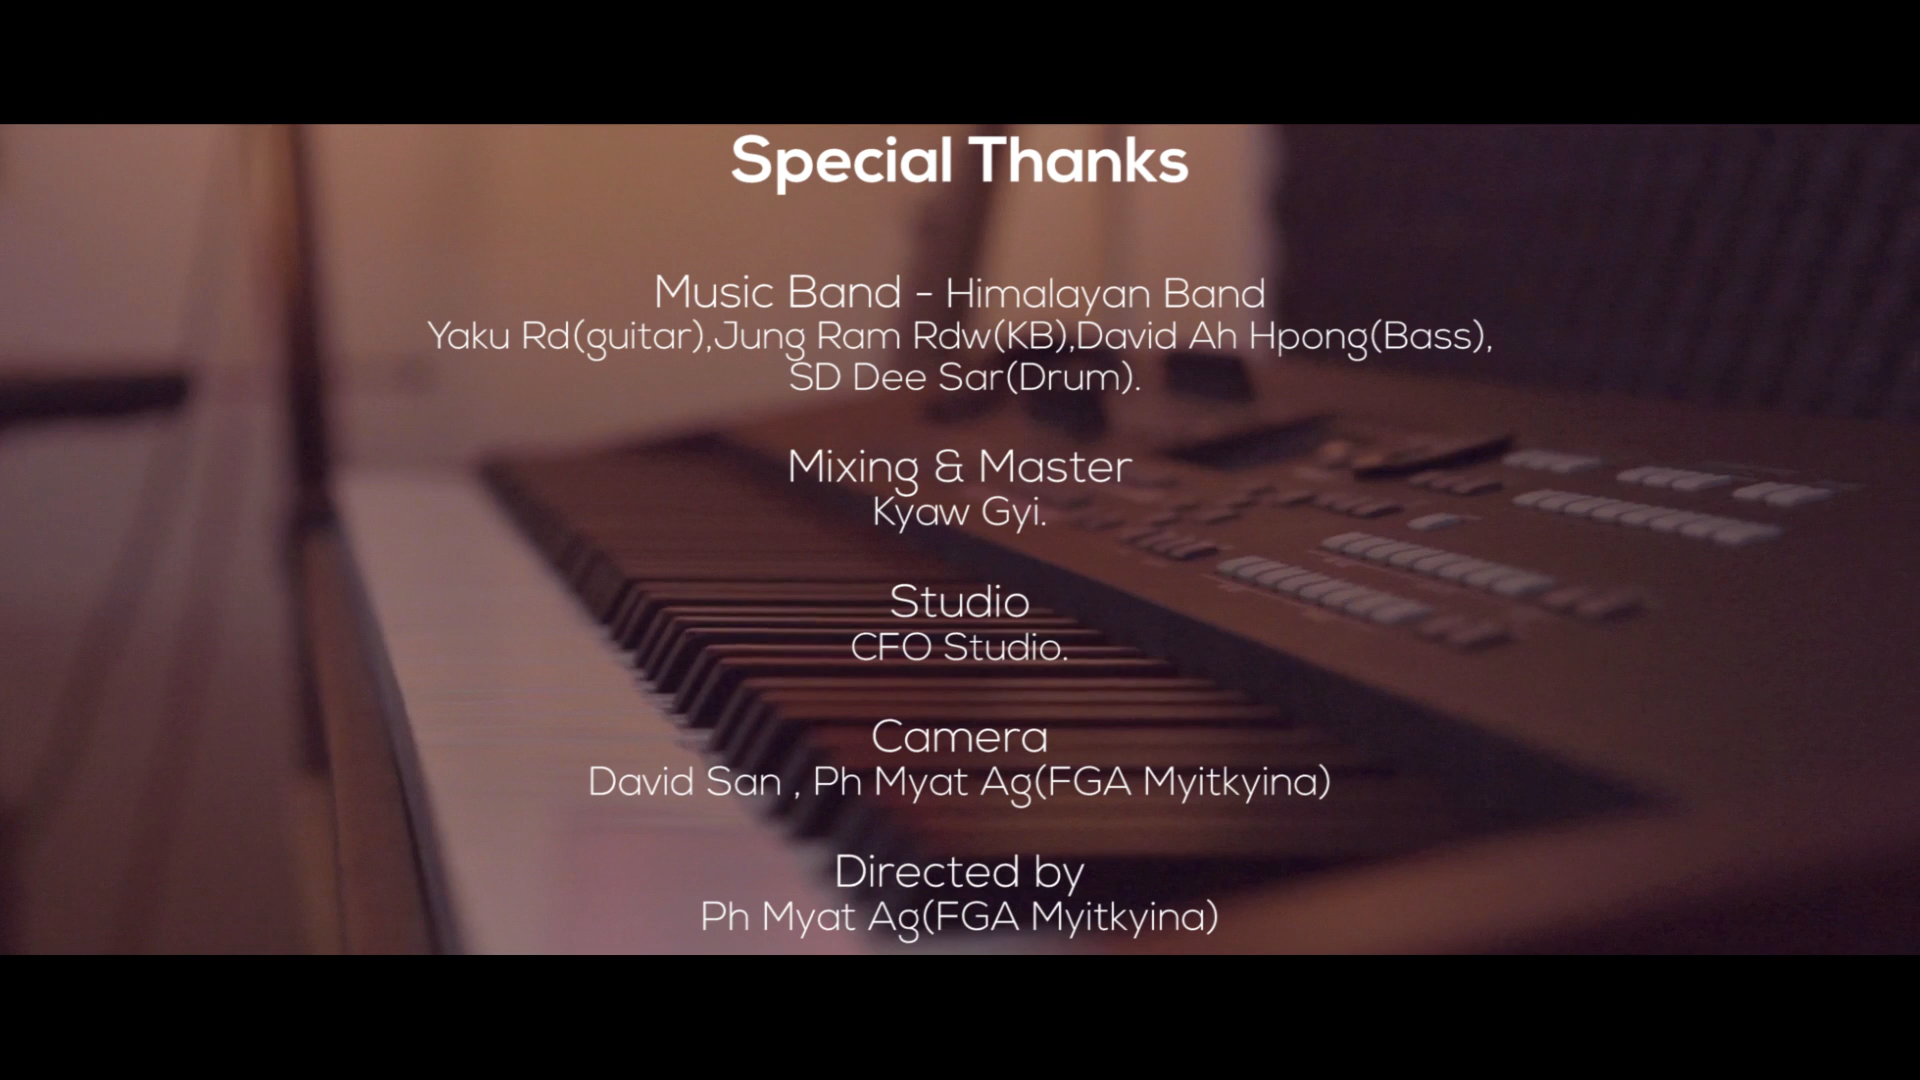 Special Thanks
Music Band - Himalayan Band
Yaku Rd(guitar),Jung Ram Rdw(KB),David Ah Hpong(Bass),
SD Dee Sar(Drum).
Mixing & Master
Kyaw Gyi.
Studio
CFO Studio.
Camera
David San , Ph Myat Ag(FGA Myitkyina)
Directed by
Ph Myat Ag(FGA Myitkyina)